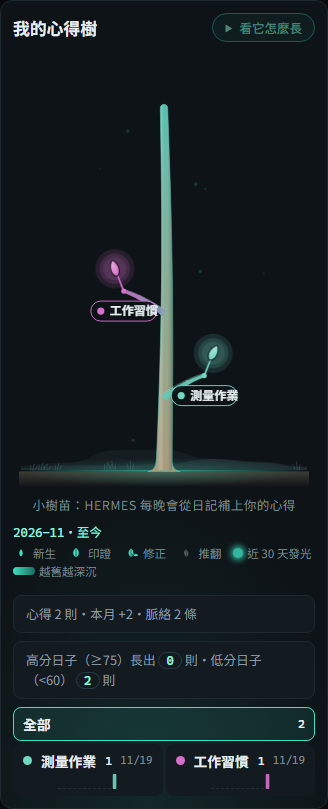 我的心得樹
看它怎麼長
工作習慣
測量作業
小樹苗：HERMES 每晚會從日記補上你的心得
2026-11・至今
新生 印證 修正 推翻 近 30 天發光
越舊越深沉
心得 2 則・本月 +2・脈絡 2 條
高分日子（≥75）長出 0 則・低分日子
（<60） 2 則
全部 2
測量作業 1 11/19 工作習慣 1 11/19